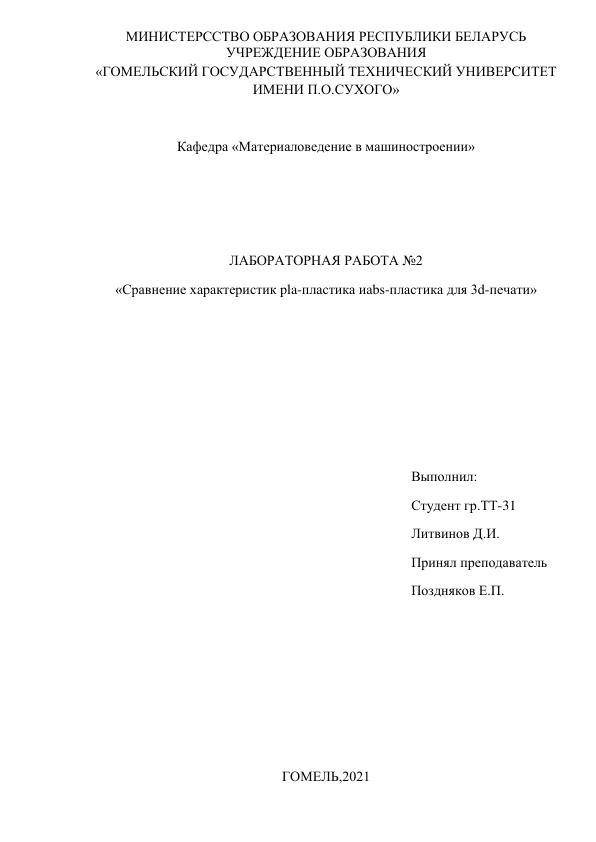 МИНИСТЕРССТВО ОБРАЗОВАНИЯ РЕСПУБЛИКИ БЕЛАРУСЬ
УЧРЕЖДЕНИЕ ОБРАЗОВАНИЯ
«ГОМЕЛЬСКИЙ ГОСУДАРСТВЕННЫЙ ТЕХНИЧЕСКИЙ УНИВЕРСИТЕТ
ИМЕНИ П.О.СУХОГО»
Кафедра «Материаловедение в машиностроении»
ЛАБОРАТОРНАЯ РАБОТА №2
«Сравнение характеристик pla-пластика иabs-пластика для 3d-печати»
Выполнил:
Студент гр.ТТ-31
Литвинов Д.И.
Принял преподаватель
Поздняков Е.П.
ГОМЕЛЬ,2021